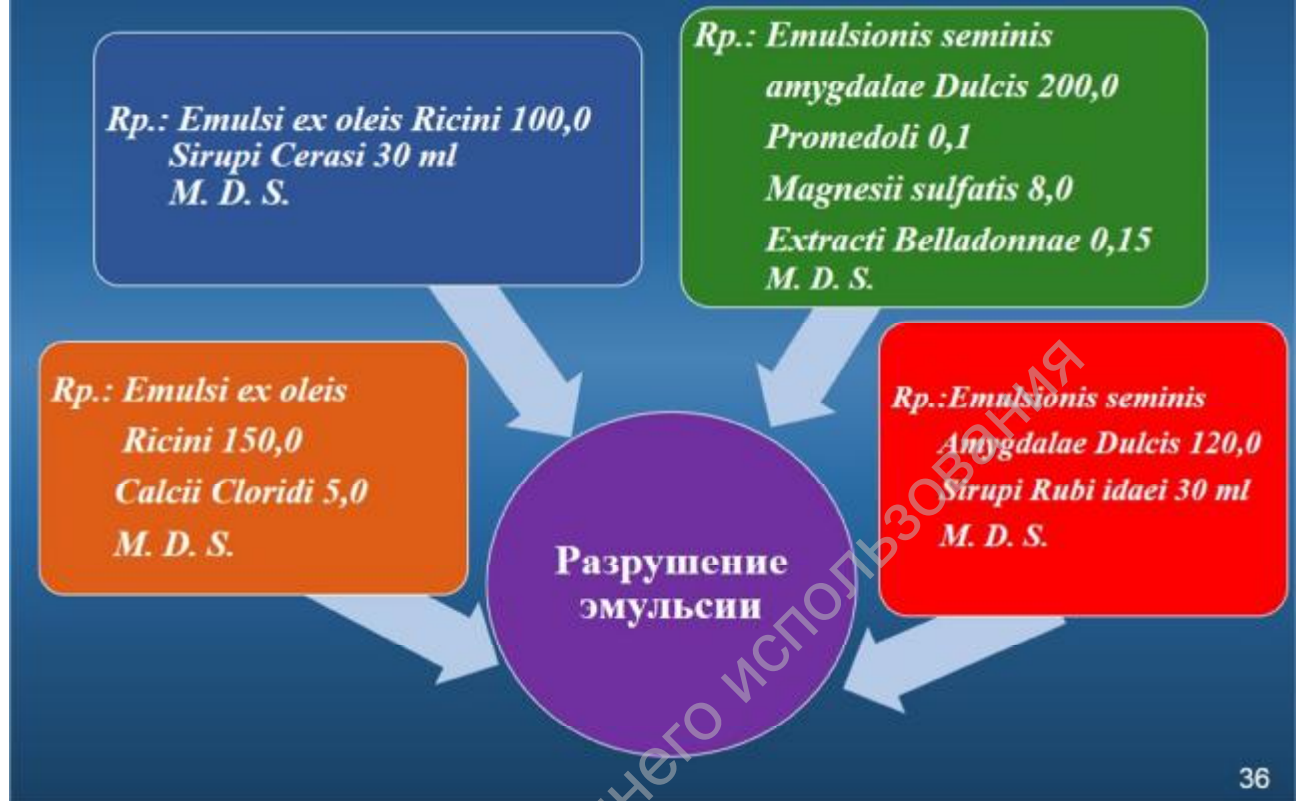 Rp.: Emulsi ex oleis Ricini 100,0
Sirupi Cerasi 30 ml
M. D. S.
Rp.: Emulsionis seminis
amygdalae Dulcis 200,0
Promedoli 0,1
Magnesii sulfatis 8,0
Extracti Belladonnae 0,15
M. D. S.
Rp.: Emulsi ex oleis
Ricini 150,0
Calcii Cloridi 5,0
M. D. S.
Rp.:Emulsionis seminis
Amygdalae Dulcis 120,0
Sirupi Rubi idaei 30 ml
M. D. S.
Разрушение
эмульсии
использования
36